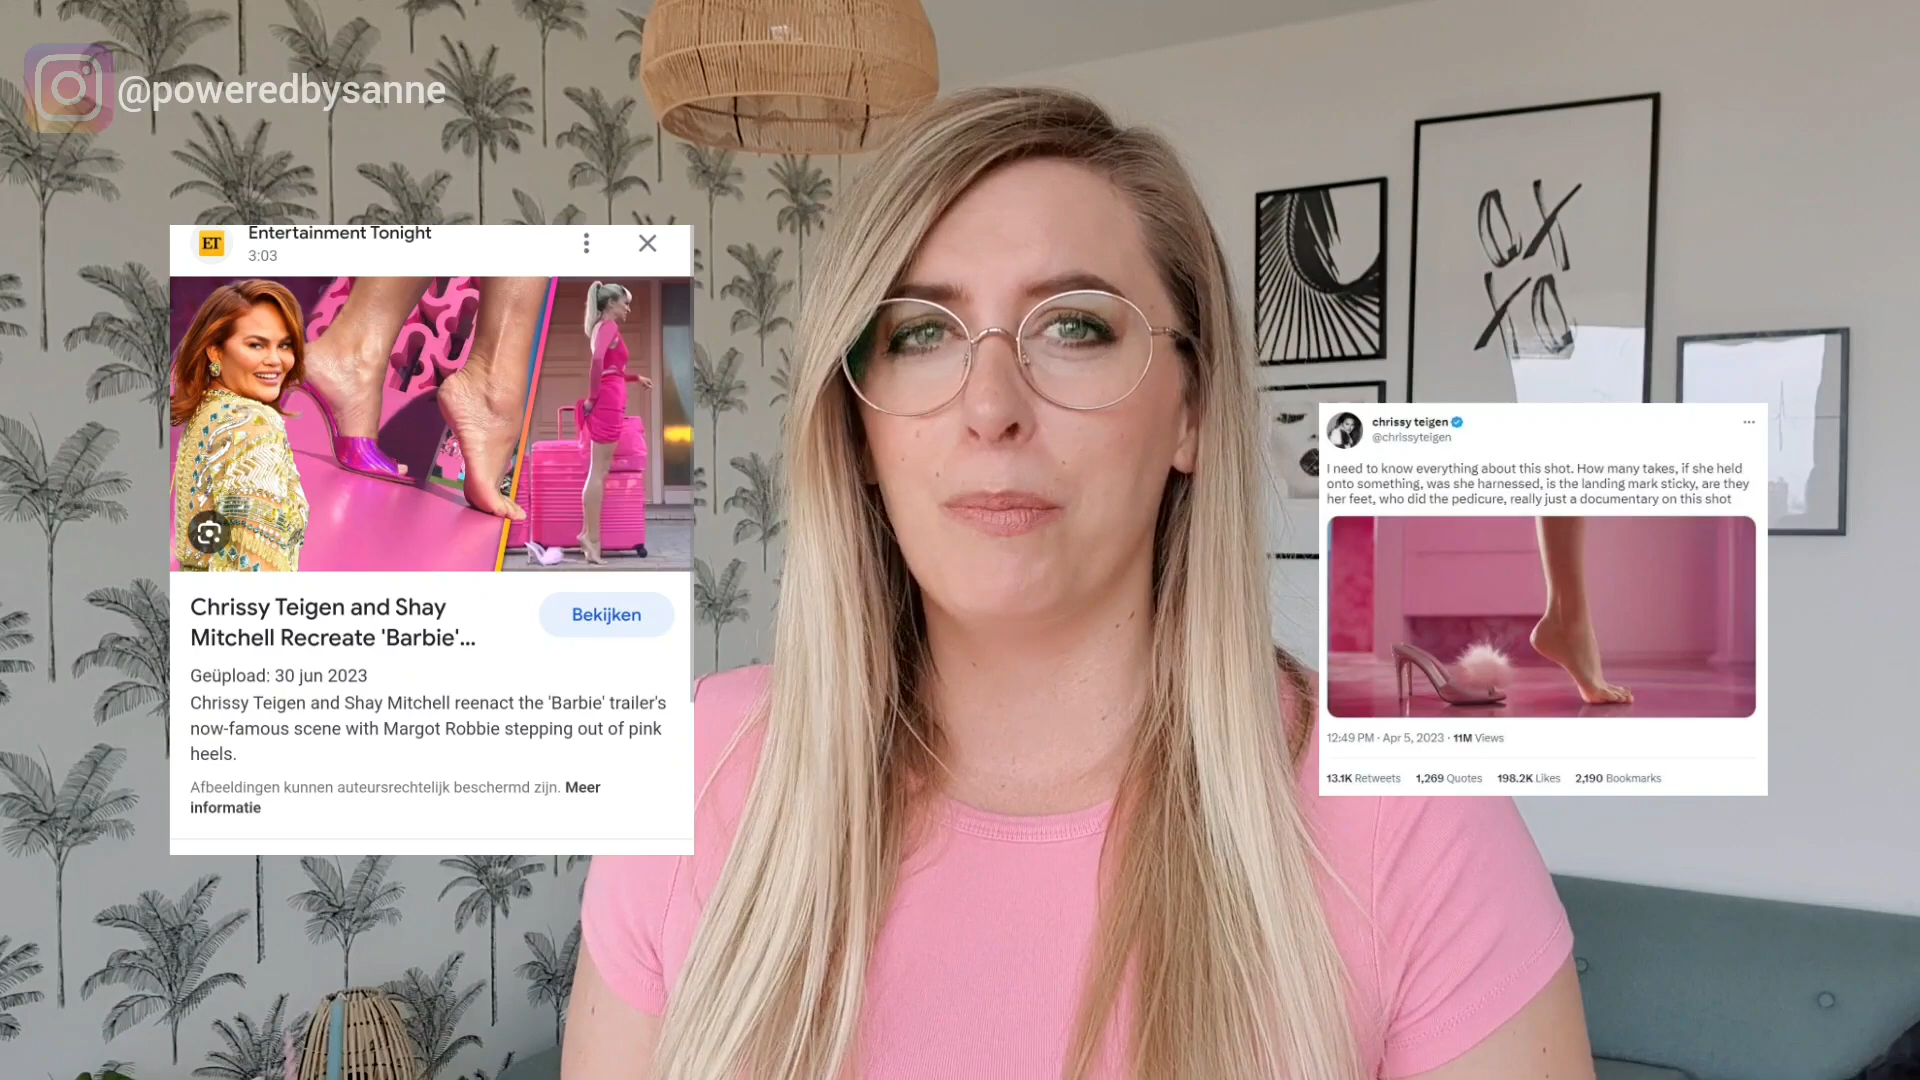 @poweredbysanne
ET
Entertainment Tonight
3:03
Chrissy Teigen and Shay
Mitchell Recreate 'Barbie'...
Bekijken
Geüpload: 30 jun 2023
Chrissy Teigen and Shay Mitchell reenact the 'Barbie' trailer's
now-famous scene with Margot Robbie stepping out of pink
heels.
Afbeeldingen kunnen auteursrechtelijk beschermd zijn. Meer
informatie
chrissy teigen
@chrissyteigen
I need to know everything about this shot. How many takes, if she held
onto something, was she harnessed, is the landing mark sticky, are they
her feet, who did the pedicure, really just a documentary on this shot
12:49 PM · Apr 5, 2023 · 11M Views
13.1K Retweets 1,269 Quotes 198.2K Likes 2,190 Bookmarks